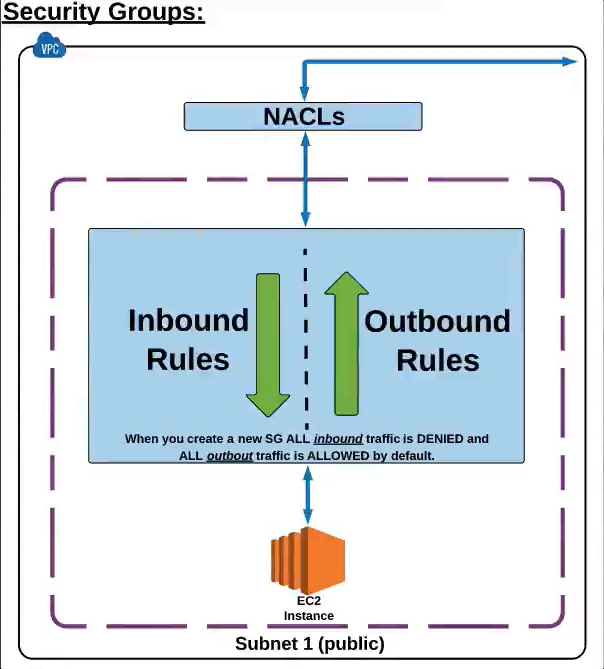 Security Groups:
VPC
NACLs
Inbound
Rules
Outbound
Rules
When you create a new SG ALL inbound traffic is DENIED and
ALL outbout traffic is ALLOWED by default.
EC2
Instance
Subnet 1 (public)